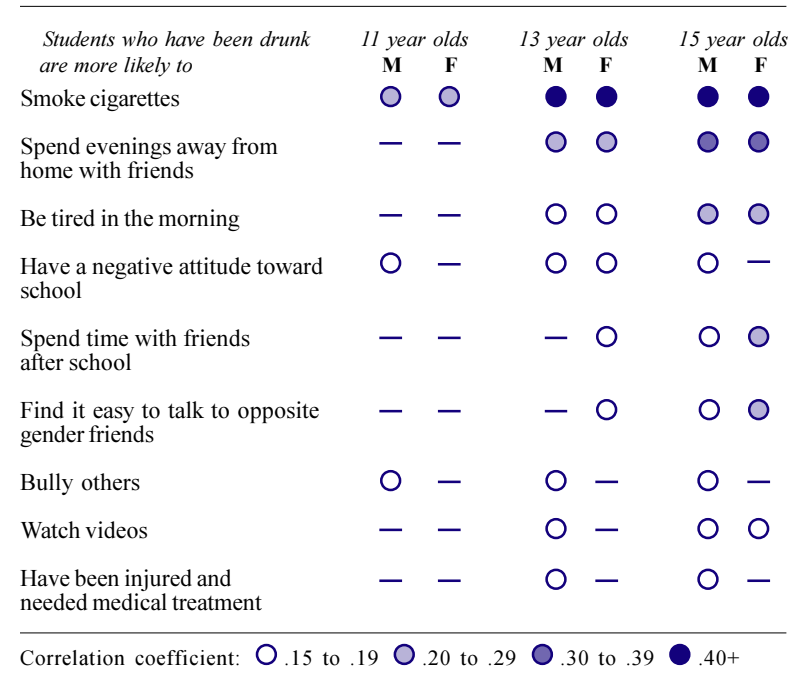 Students who have been drunk 11 year olds 13 year olds 15 year olds
are more likely to M F M F M F
Smoke cigarettes
Spend evenings away from — —
home with friends
Be tired in the morning — —
Have a negative attitude toward — —
school
Spend time with friends — — —
after school
Find it easy to talk to opposite — — —
gender friends
Bully others — — —
Watch videos — — —
Have been injured and — — — —
needed medical treatment
Correlation coefficient: .15 to .19 .20 to .29 .30 to .39 .40+